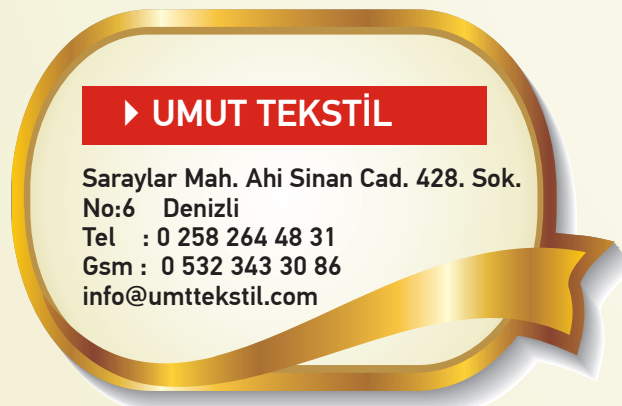 UMUT TEKSTİL
Saraylar Mah. Ahi Sinan Cad. 428. Sok.
No:6 Denizli
Tel : 0 258 264 48 31
Gsm : 0 532 343 30 86
info@umttekstil.com